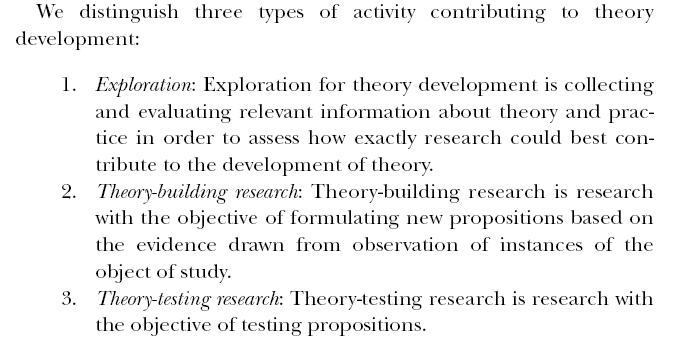 We distinguish three types of activity contributing to theory
development:
1. Exploration: Exploration for theory development is collecting
and evaluating relevant information about theory and prac-
tice in order to assess how exactly research could best con-
tribute to the development of theory.
2. Theory-building research: Theory-building research is research
with the objective of formulating new propositions based on
the evidence drawn from observation of instances of the
object of study.
3. Theory-testing research: Theory-testing research is research with
the objective of testing propositions.